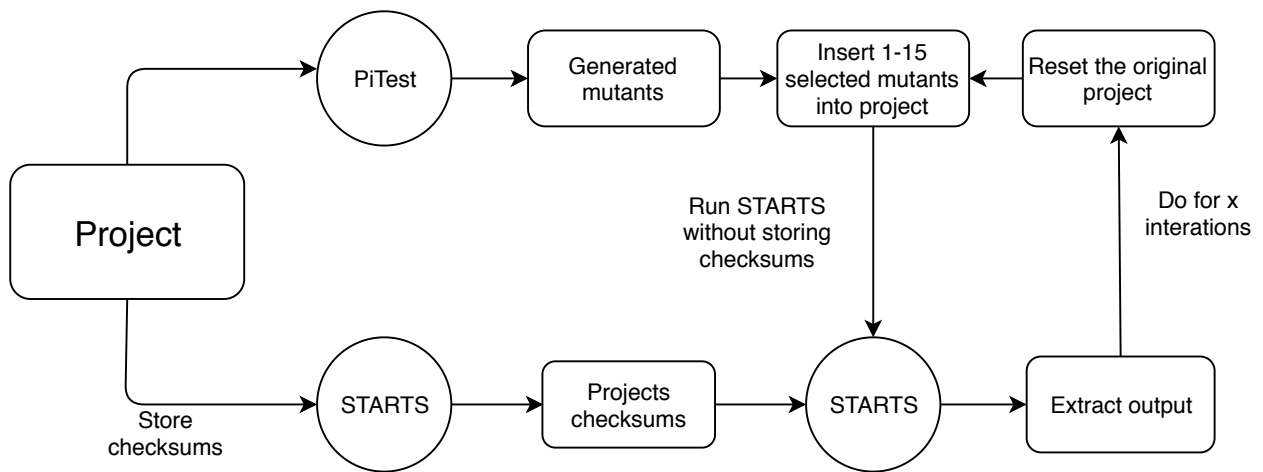 PiTest
Generated
mutants
Insert 1-15
selected mutants
into project
Reset the original
project
Project
Run STARTS
without storing
checksums
Do for x
interations
Store
checksums
STARTS
Projects
checksums
STARTS
Extract output